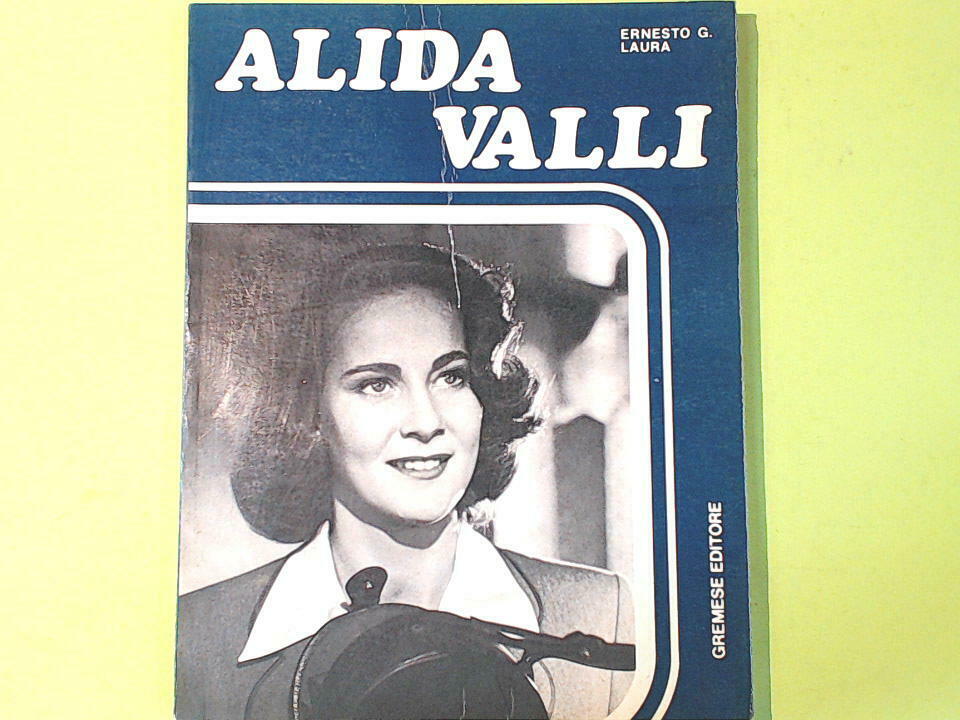 ALIDA
VALLI
ERNESTO G.
LAURA
GREMESE EDITORE